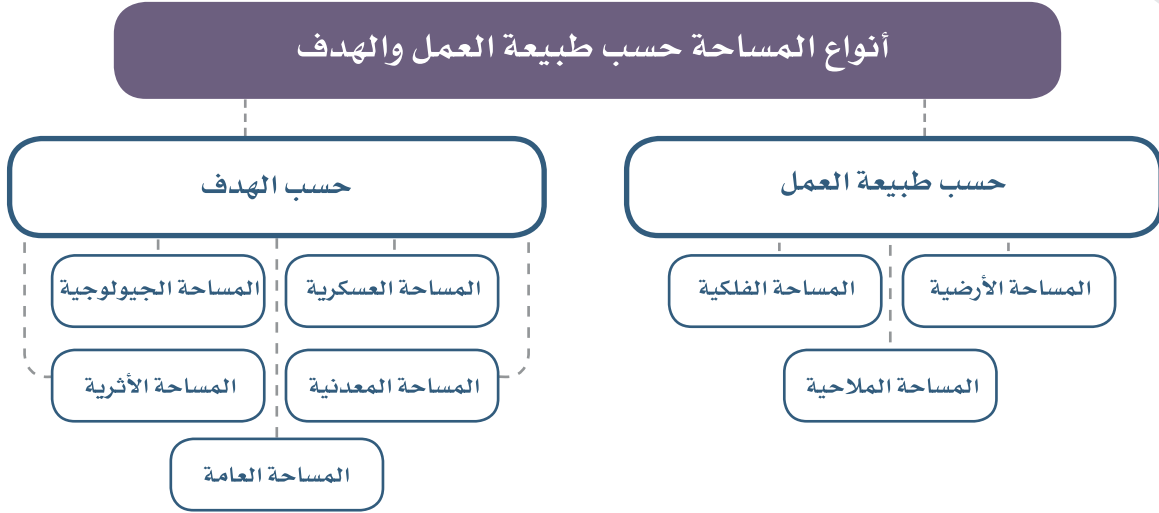 أنواع المساحة حسب طبيعة العمل والهدف
حسب طبيعة العمل
المساحة الأرضية
المساحة الفلكية
المساحة الملاحية
حسب الهدف
المساحة العسكرية
المساحة الجيولوجية
المساحة المعدنية
المساحة الأثرية
المساحة العامة